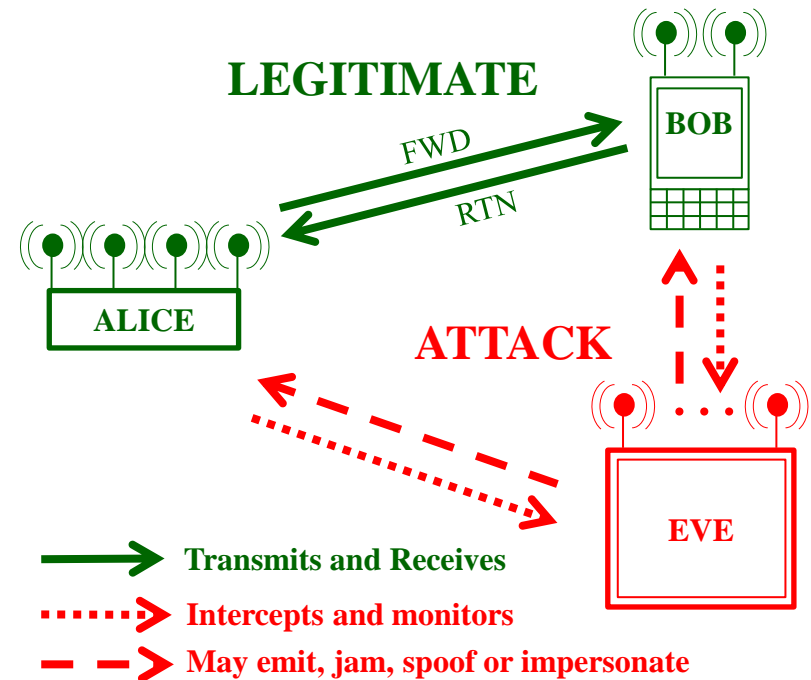 LEGITIMATE
BOB
FWD
RTN
ALICE
ATTACK
EVE
Transmits and Receives
Intercepts and monitors
May emit, jam, spoof or impersonate